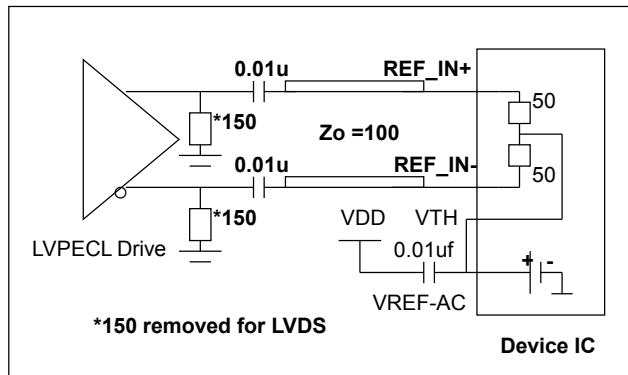 0.01u
REF_IN+
50
*150
Zo =100
0.01u
REF_IN-
50
*150
VDD
VTH
LVPECL Drive
0.01uf
+ -
VREF-AC
*150 removed for LVDS
Device IC